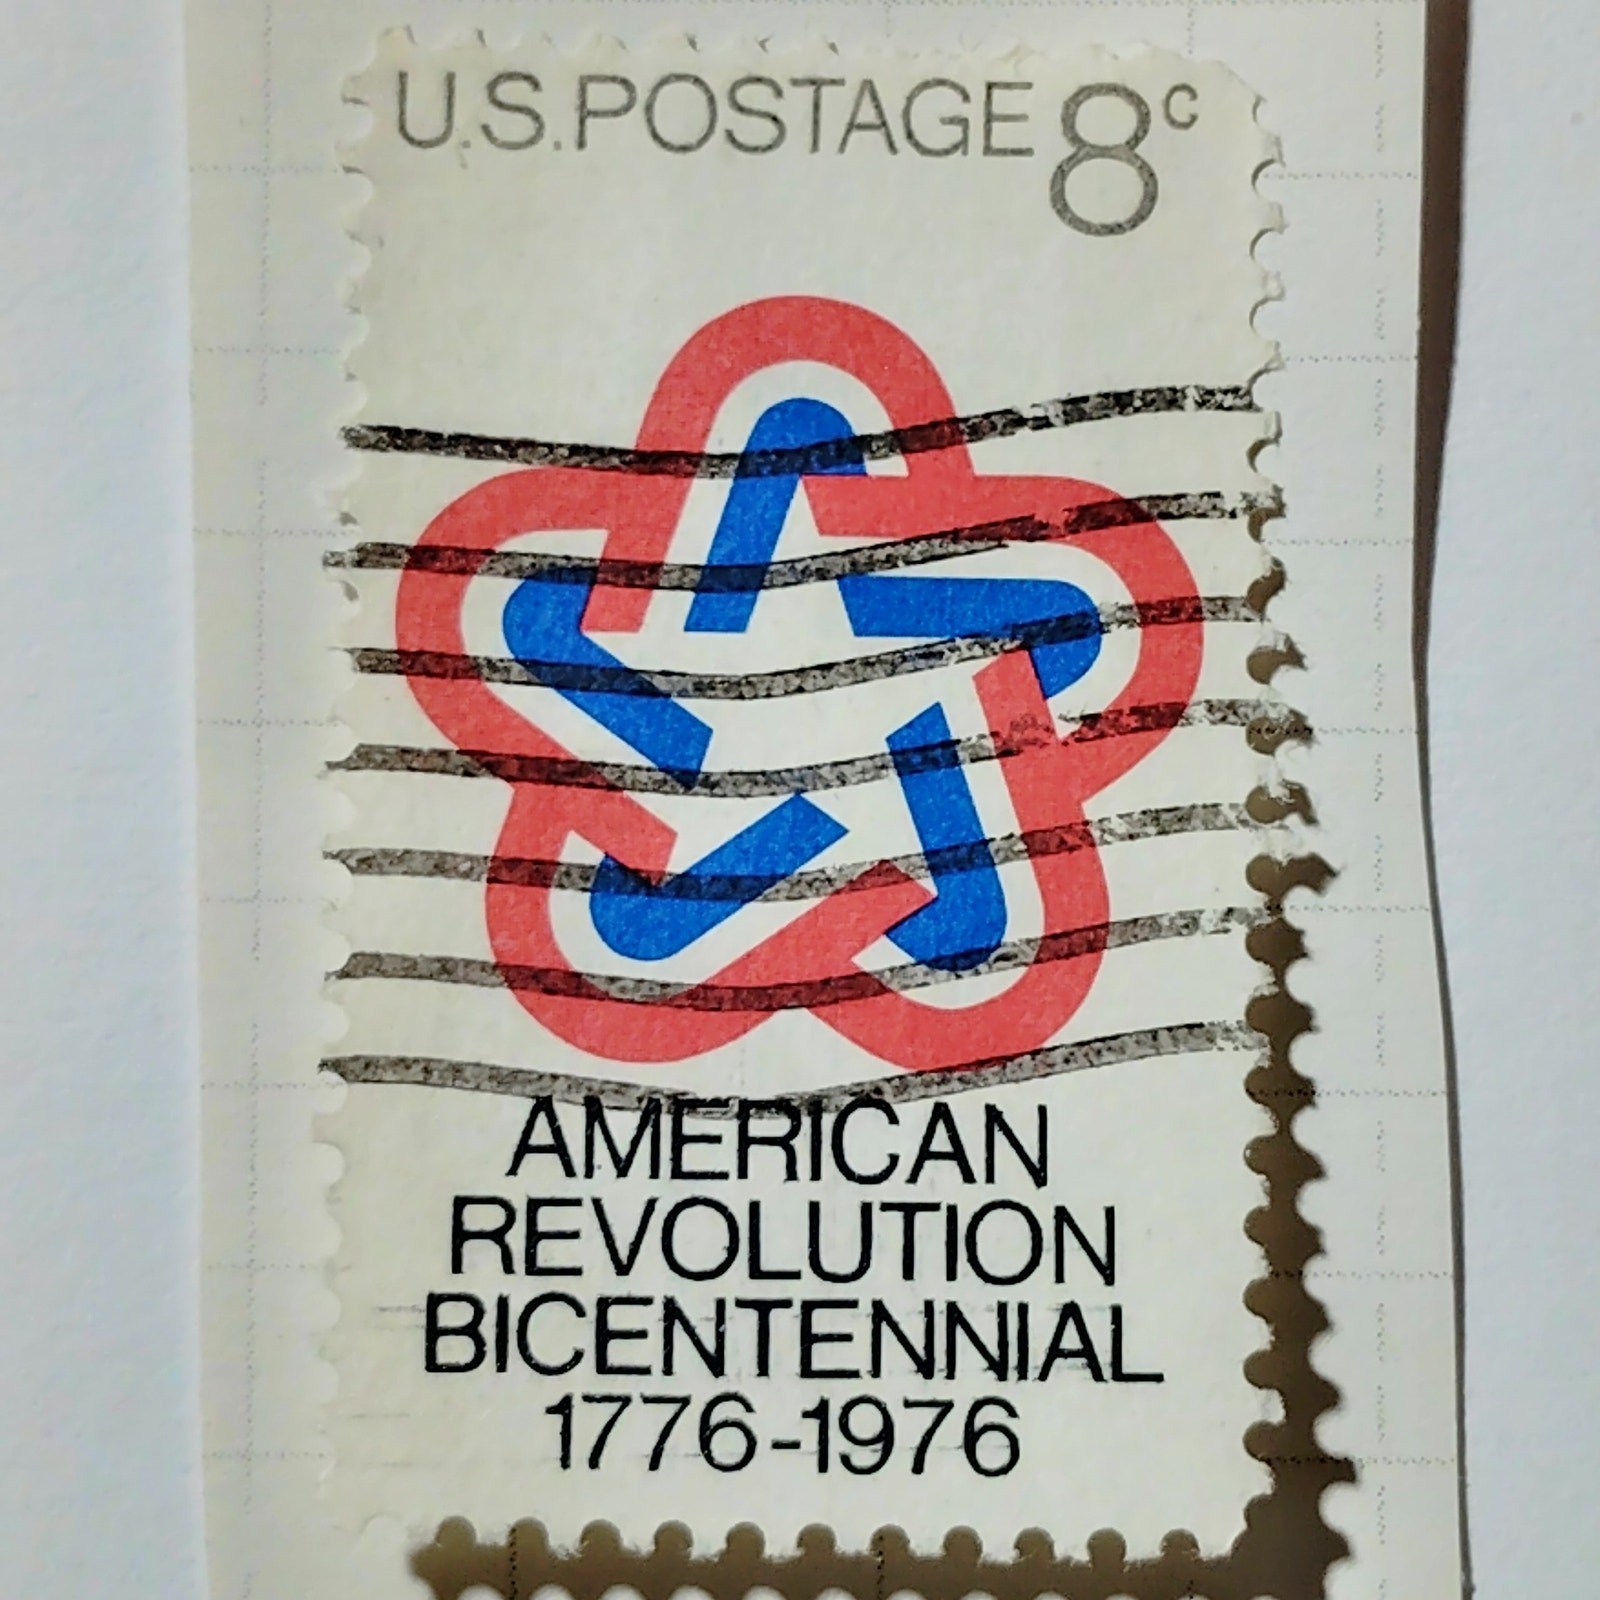 U.S. POSTAGE 8c
AMERICAN
REVOLUTION
BICENTENNIAL
1776-1976